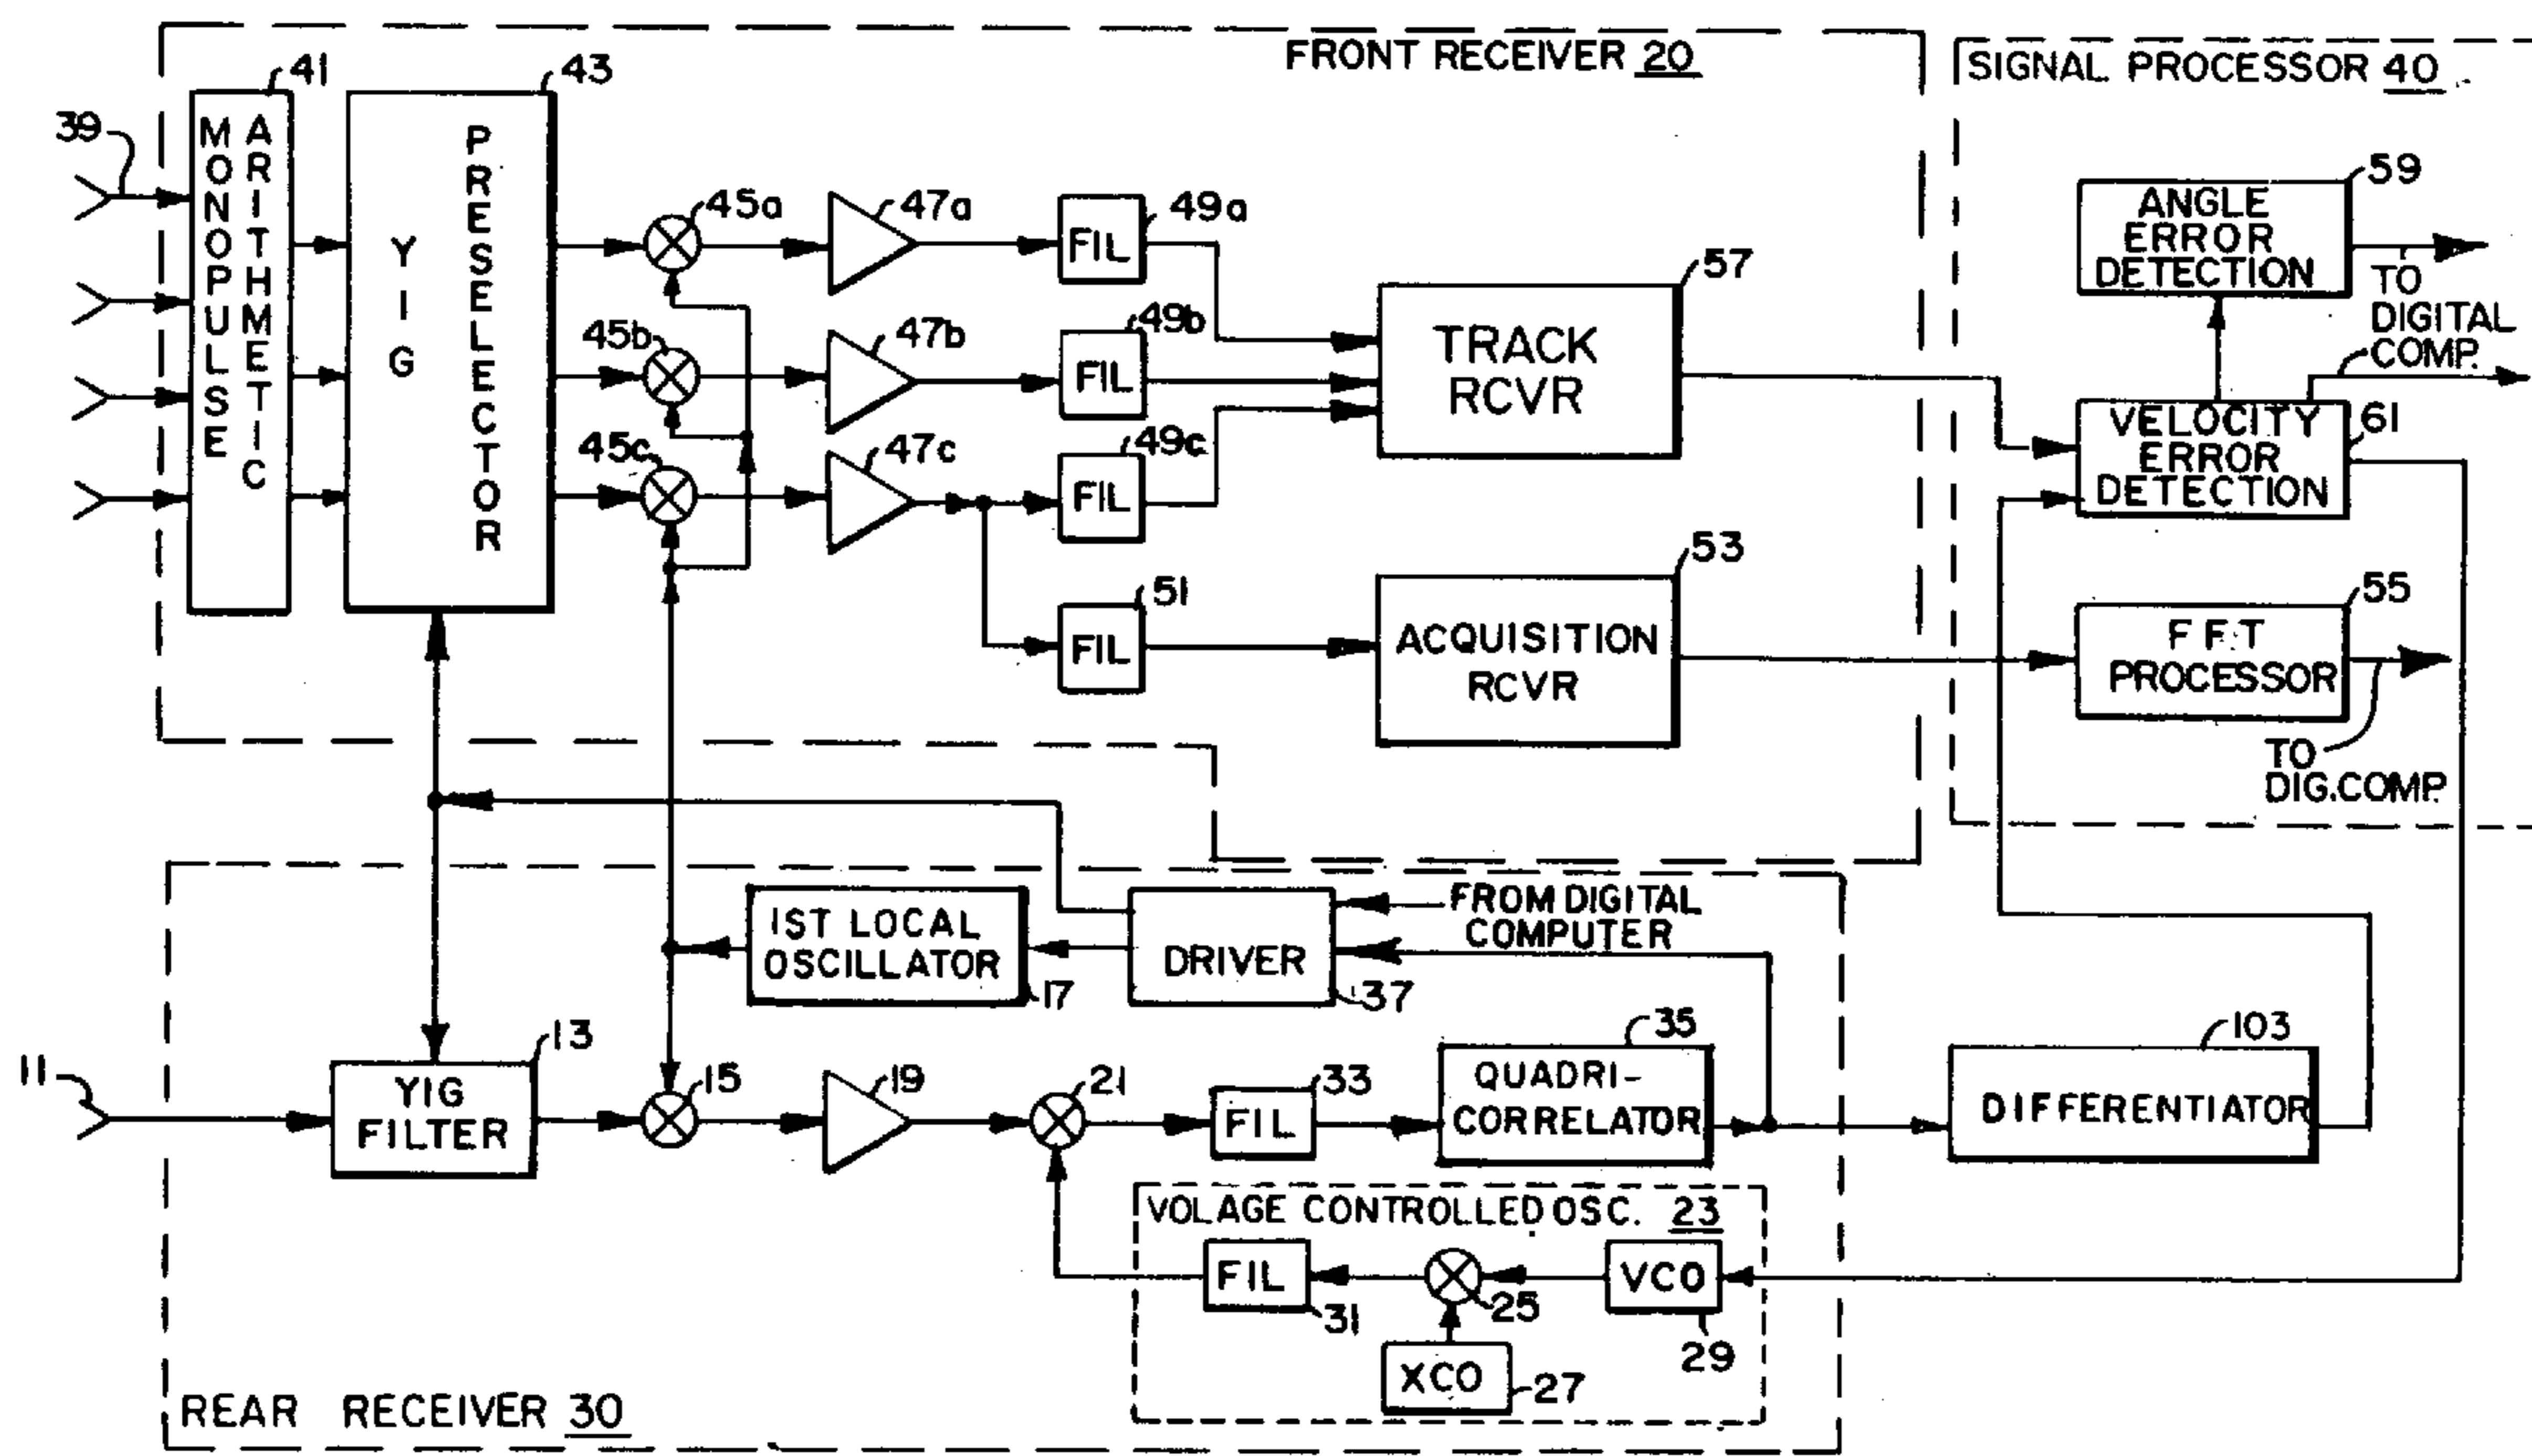 FRONT RECEIVER 20
SIGNAL PROCESSOR 40
41
43
39
MONOPULSE
ARITHMETIC
YIG
PRESELECTOR
45a
47a
49a
FIL
45b
47b
49b
FIL
45c
47c
49c
FIL
51
FIL
57
TRACK
RCVR
53
ACQUISITION
RCVR
59
ANGLE
ERROR
DETECTION
TO
DIGITAL
COMP.
61
VELOCITY
ERROR
DETECTION
55
FFT
PROCESSOR
TO
DIG.COMP.
1ST LOCAL
OSCILLATOR
17
DRIVER
37
FROM DIGITAL
COMPUTER
11
13
YIG
FILTER
15
19
21
33
FIL
35
QUADRI-
CORRELATOR
103
DIFFERENTIATOR
VOLAGE CONTROLLED OSC. 23
FIL
31
25
VCO
29
XCO
27
REAR RECEIVER 30